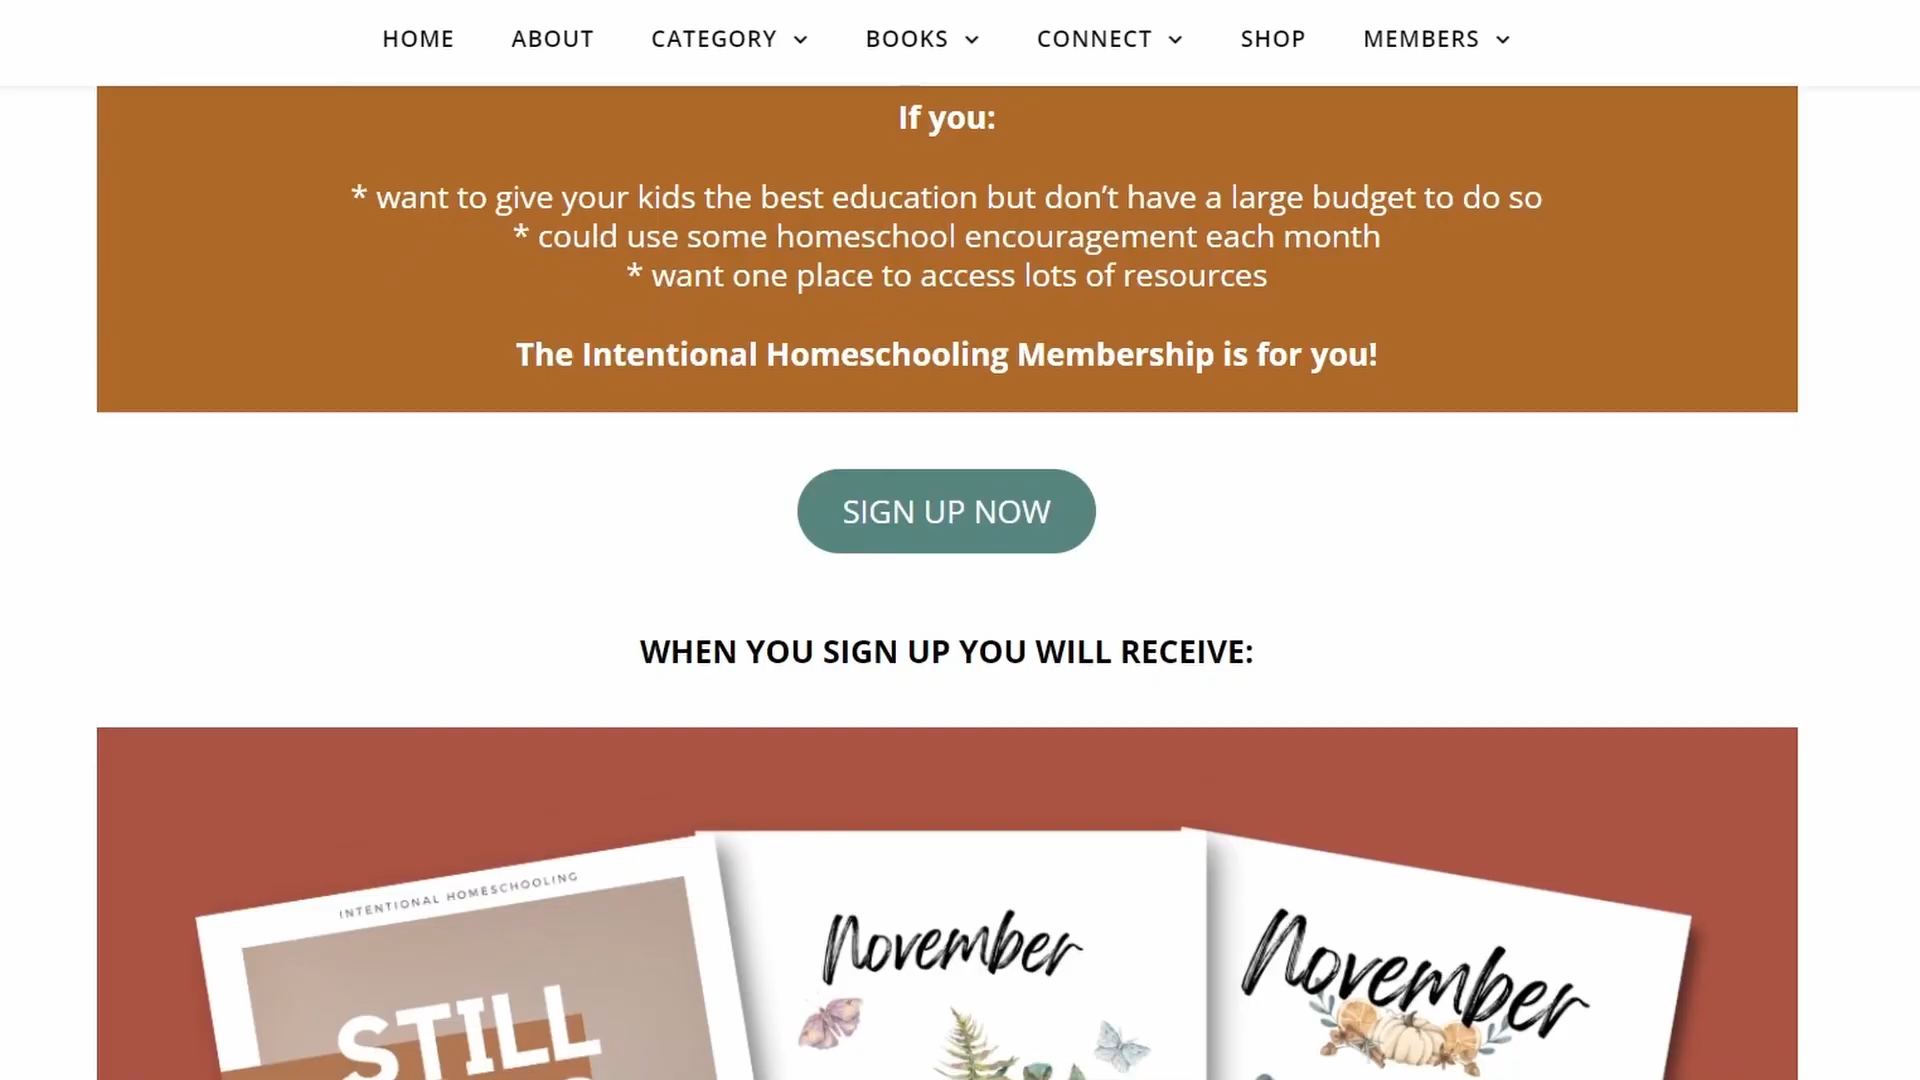 HOME ABOUT CATEGORY BOOKS CONNECT SHOP MEMBERS
If you:
* want to give your kids the best education but don’t have a large budget to do so
* could use some homeschool encouragement each month
* want one place to access lots of resources
The Intentional Homeschooling Membership is for you!
SIGN UP NOW
WHEN YOU SIGN UP YOU WILL RECEIVE:
INTENTIONAL HOMESCHOOLING
STILL
November
November